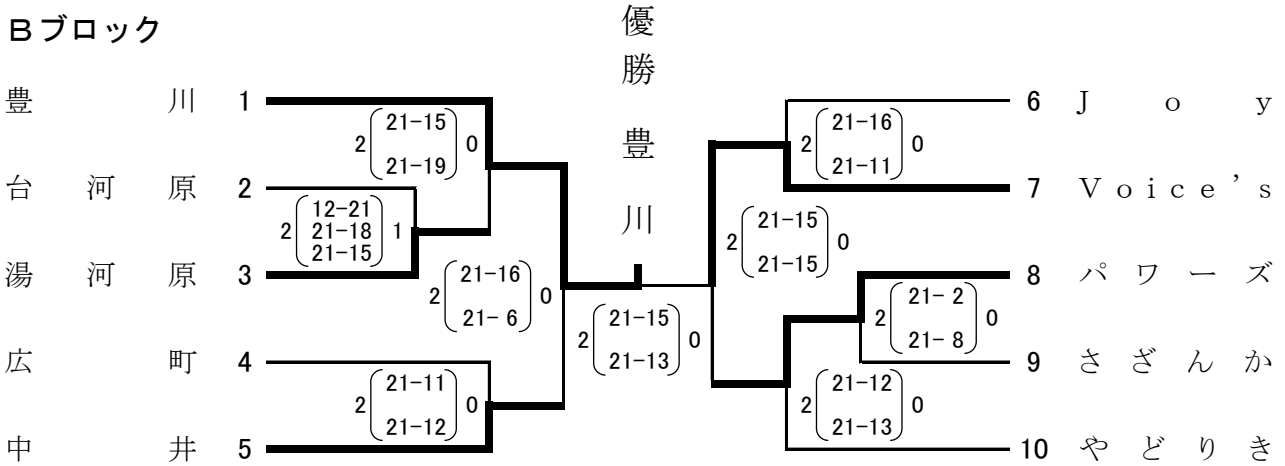 Bブロック
優勝 豊川
豊川 1
台河原 2
湯河原 3
広町 4
中井 5
6 Joy
7 Voice's
8 パワーズ
9 さざんか
10 やどりき
2 21-15 0
21-19
2 12-21 1
21-18
21-15
2 21-16 0
21- 6
2 21-11 0
21-12
2 21-15 0
21-13
2 21-16 0
21-11
2 21-15 0
21-15
2 21- 2 0
21- 8
2 21-12 0
21-13